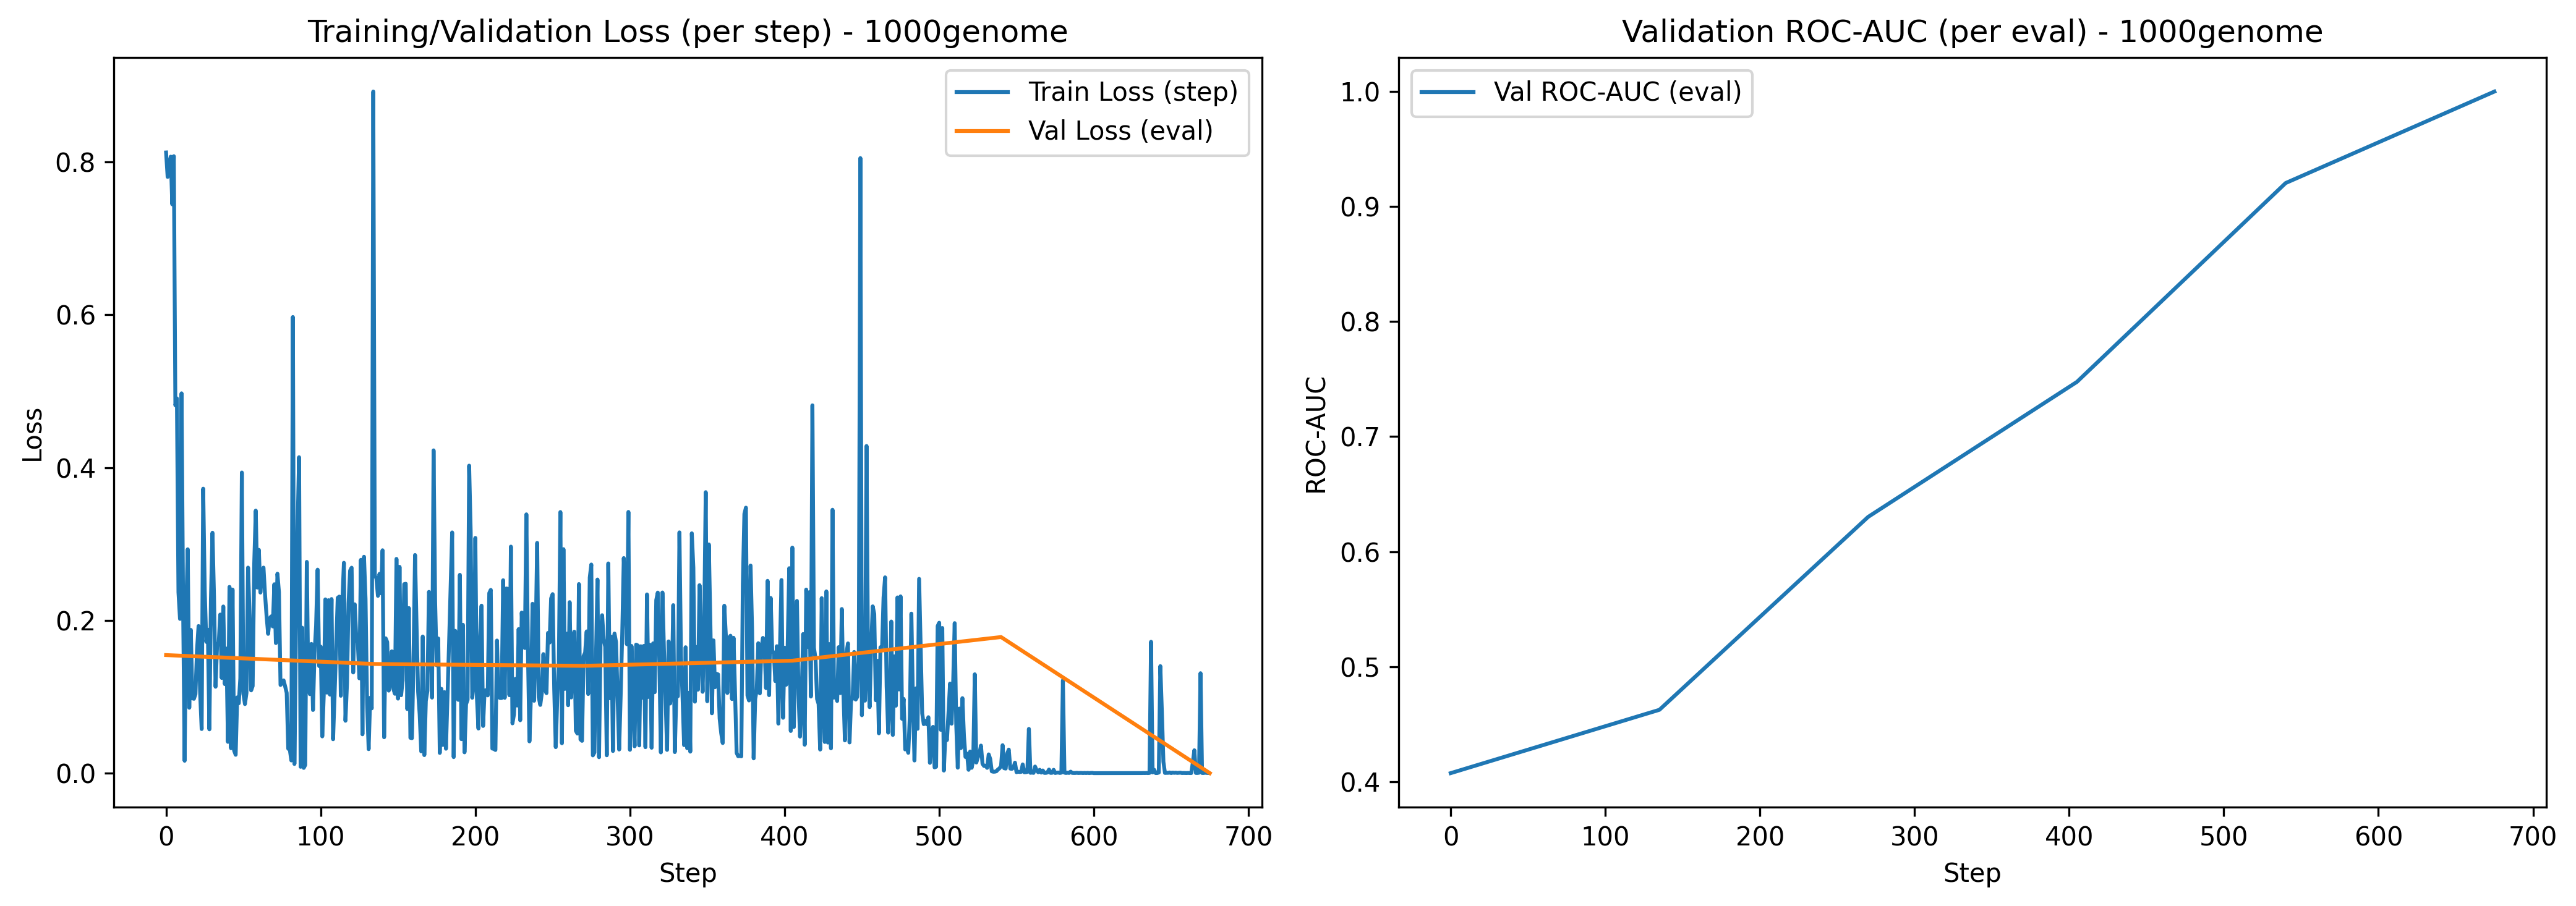 Training/Validation Loss (per step) - 1000genome
Train Loss (step)
Val Loss (eval)
Loss
0.8
0.6
0.4
0.2
0.0
0 100 200 300 400 500 600 700
Step
Validation ROC-AUC (per eval) - 1000genome
Val ROC-AUC (eval)
ROC-AUC
1.0
0.9
0.8
0.7
0.6
0.5
0.4
0 100 200 300 400 500 600 700
Step